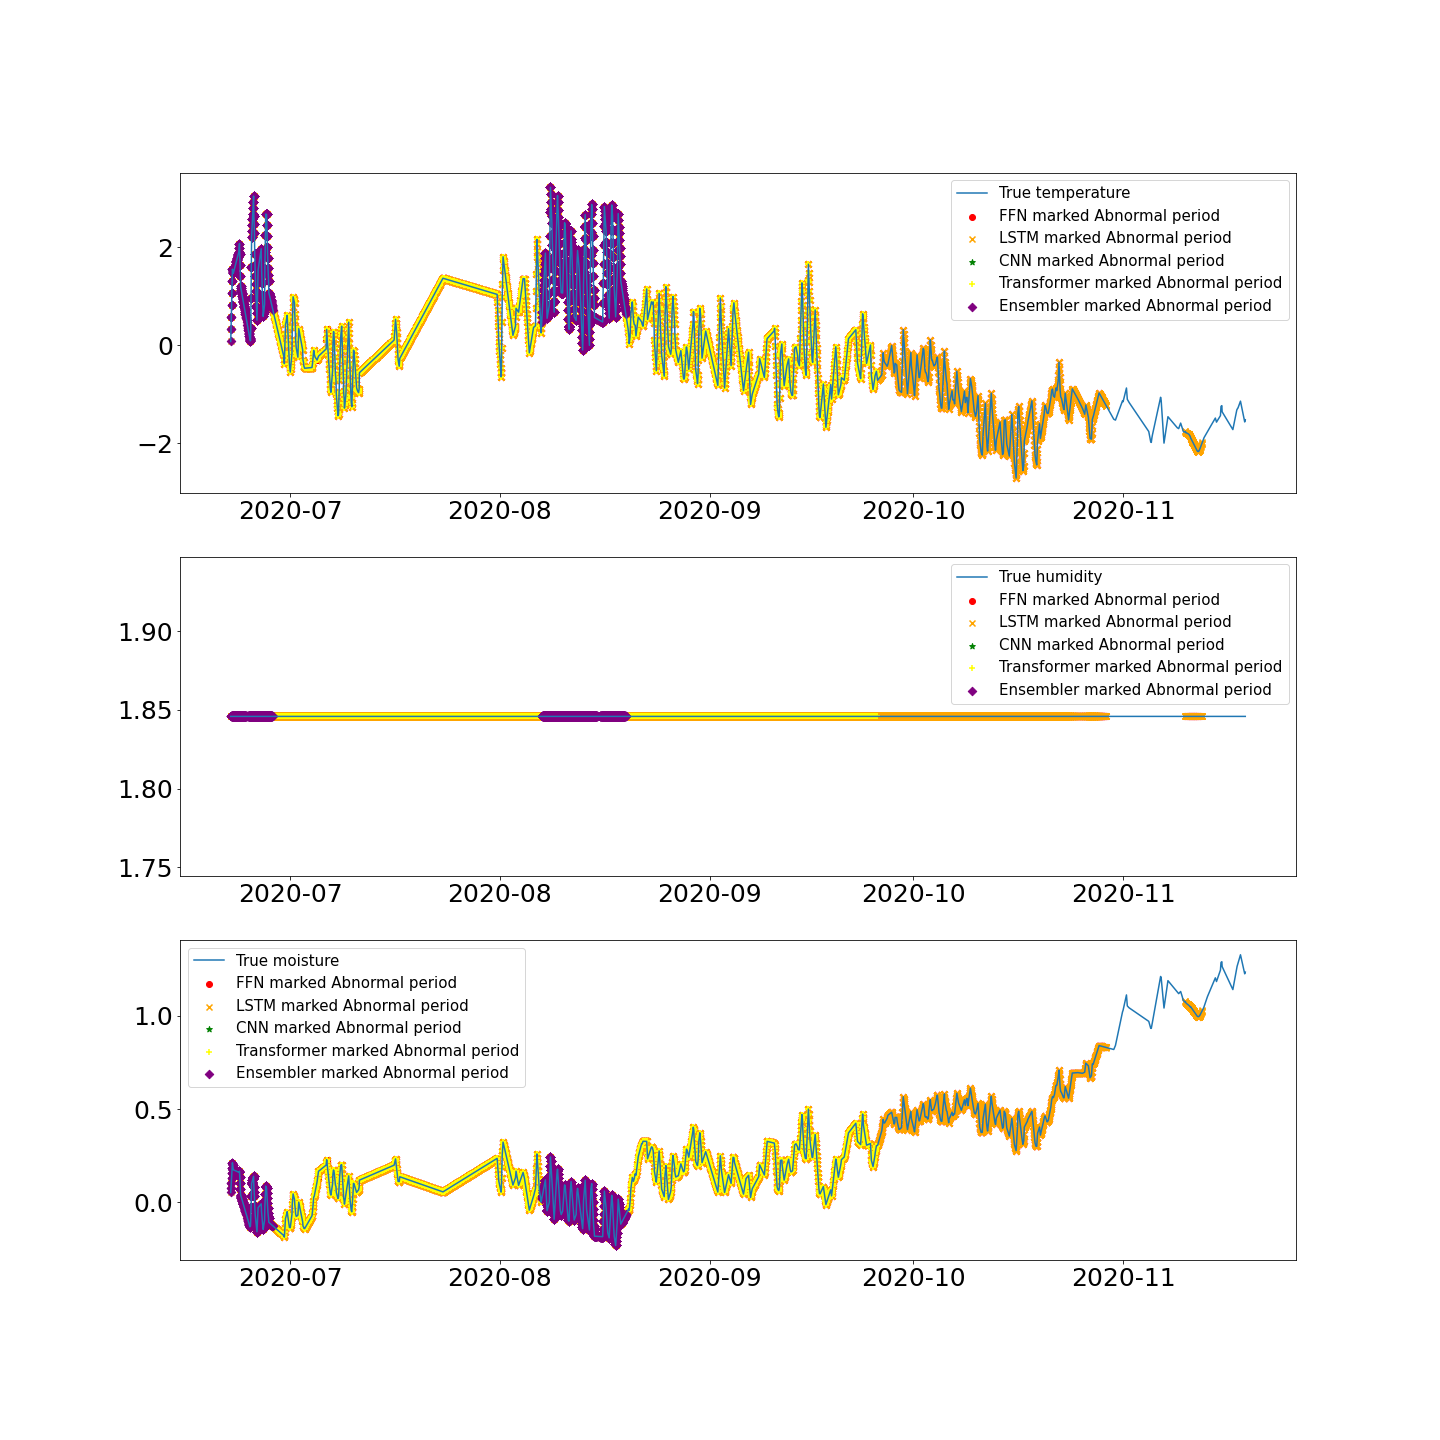 2
0
−2
True temperature
FFN marked Abnormal period
LSTM marked Abnormal period
CNN marked Abnormal period
Transformer marked Abnormal period
Ensembler marked Abnormal period
2020-07 2020-08 2020-09 2020-10 2020-11
1.90
1.85
1.80
1.75
True humidity
FFN marked Abnormal period
LSTM marked Abnormal period
CNN marked Abnormal period
Transformer marked Abnormal period
Ensembler marked Abnormal period
2020-07 2020-08 2020-09 2020-10 2020-11
1.0
0.5
0.0
True moisture
FFN marked Abnormal period
LSTM marked Abnormal period
CNN marked Abnormal period
Transformer marked Abnormal period
Ensembler marked Abnormal period
2020-07 2020-08 2020-09 2020-10 2020-11